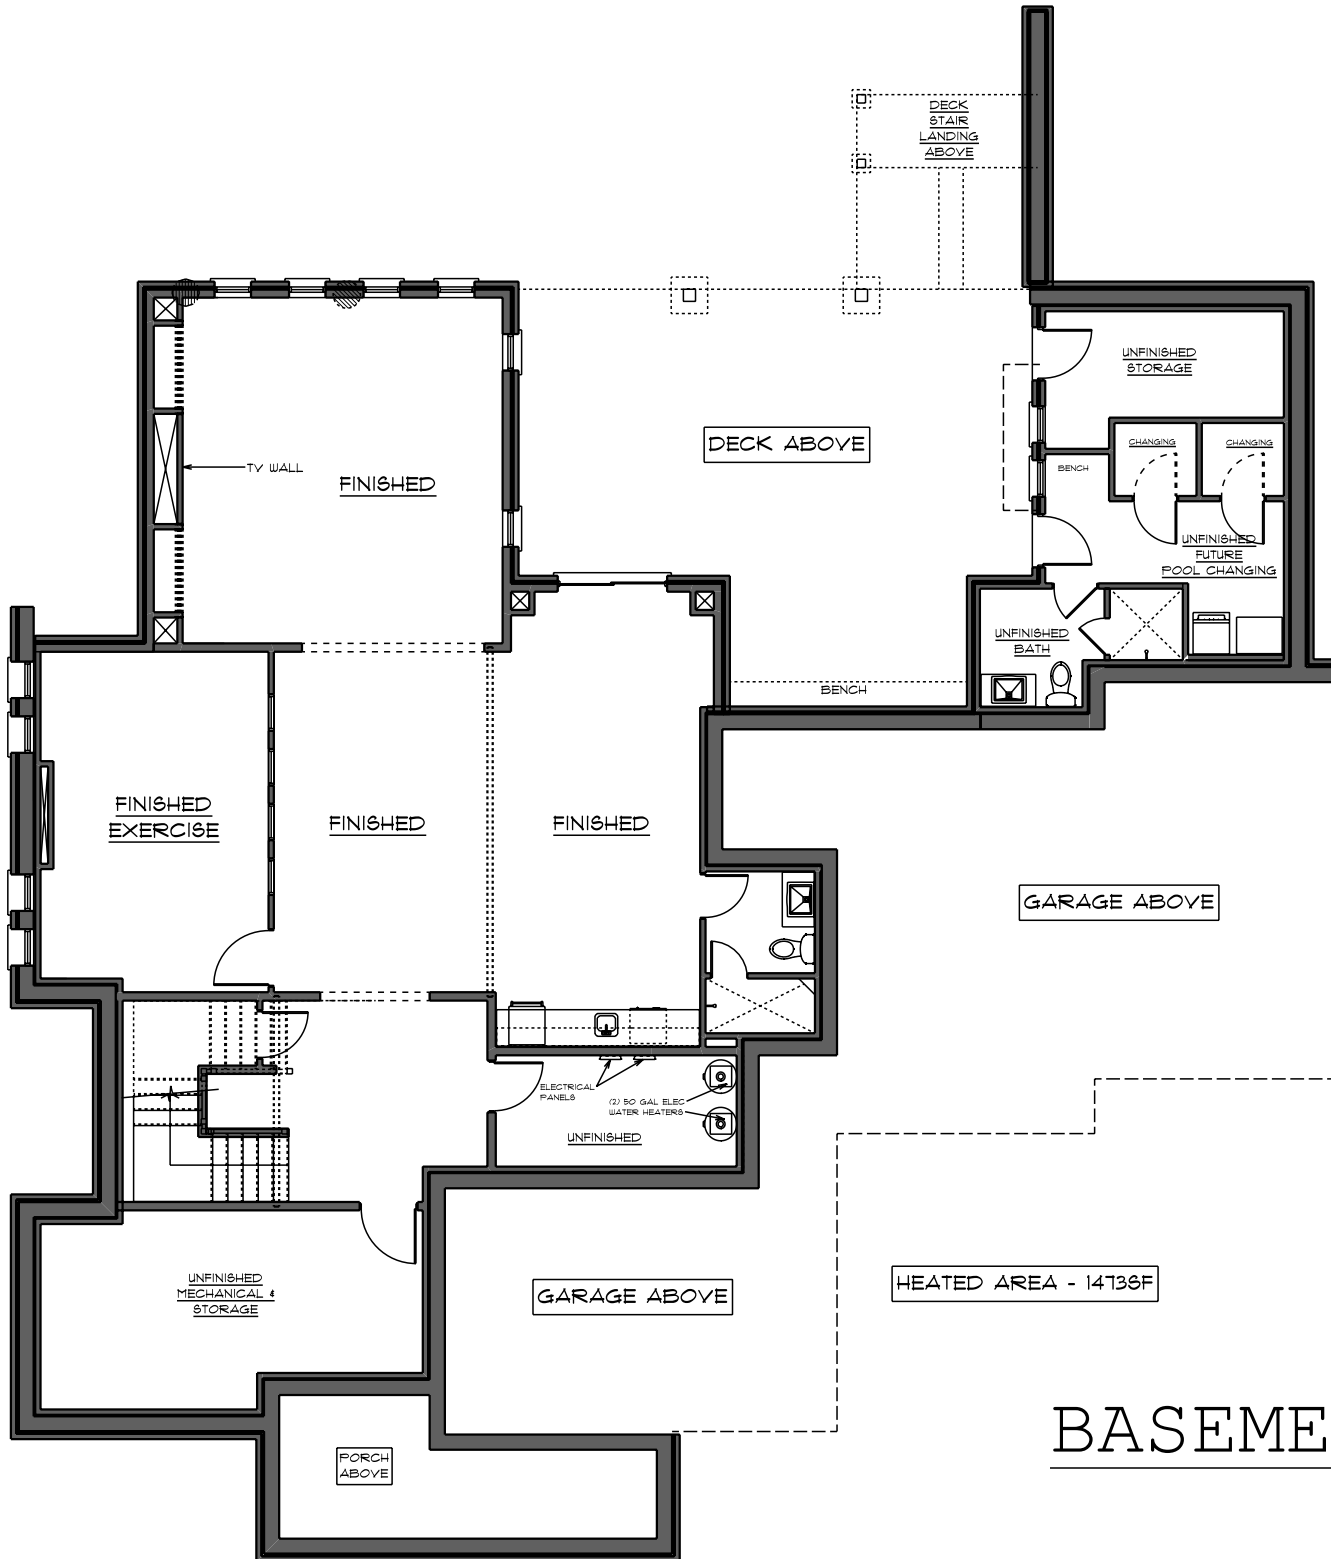 DECK
STAIR
LANDING
ABOVE
UNFINISHED
STORAGE
DECK ABOVE
CHANGING
CHANGING
BENCH
TV WALL
FINISHED
UNFINISHED
FUTURE
POOL CHANGING
UNFINISHED
BATH
BENCH
FINISHED
EXERCISE
FINISHED
FINISHED
GARAGE ABOVE
ELECTRICAL
PANELS
(2) 50 GAL ELEC
WATER HEATERS
UNFINISHED
UNFINISHED
MECHANICAL &
STORAGE
GARAGE ABOVE
HEATED AREA - 1473SF
BASEME
PORCH
ABOVE